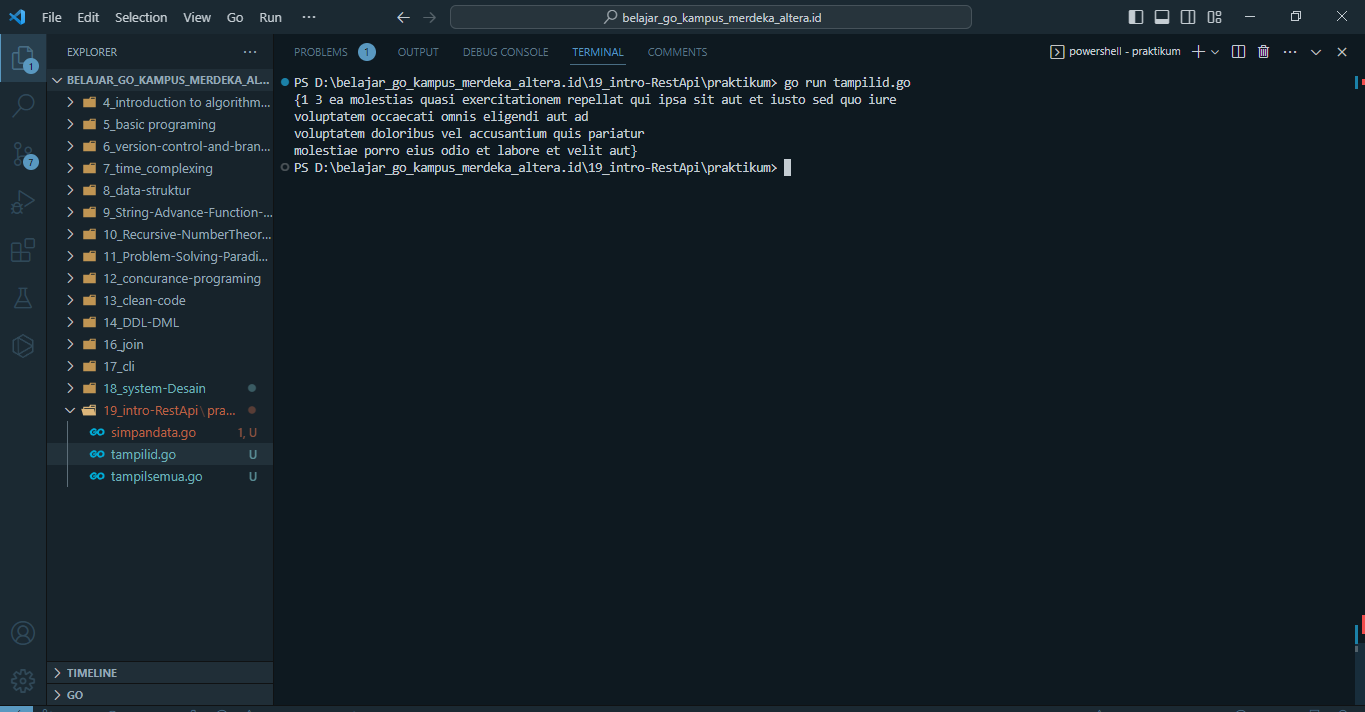 File Edit Selection View Go Run ···
belajar_go_kampus_merdeka_altera.id
EXPLORER ···
1
7
BELAJAR_GO_KAMPUS_MERDEKA_AL...
4_introduction to algorithm...
5_basic programing
6_version-control-and-bran...
7_time_complexing
8_data-struktur
9_String-Advance-Function-...
10_Recursive-NumberTheor...
11_Problem-Solving-Paradi...
12_concurance-programing
13_clean-code
14_DDL-DML
16_join
17_cli
18_system-Desain
19_intro-RestApi \ pra...
simpandata.go 1, U
tampilid.go U
tampilsemua.go U
TIMELINE
GO
PROBLEMS 1 OUTPUT DEBUG CONSOLE TERMINAL COMMENTS
powershell - praktikum
PS D:\belajar_go_kampus_merdeka_altera.id\19_intro-RestApi\praktikum> go run tampilid.go
{1 3 ea molestias quasi exercitationem repellat qui ipsa sit aut et iusto sed quo iure
voluptatem occaecati omnis eligendi aut ad
voluptatem doloribus vel accusantium quis pariatur
molestiae porro eius odio et labore et velit aut}
PS D:\belajar_go_kampus_merdeka_altera.id\19_intro-RestApi\praktikum>